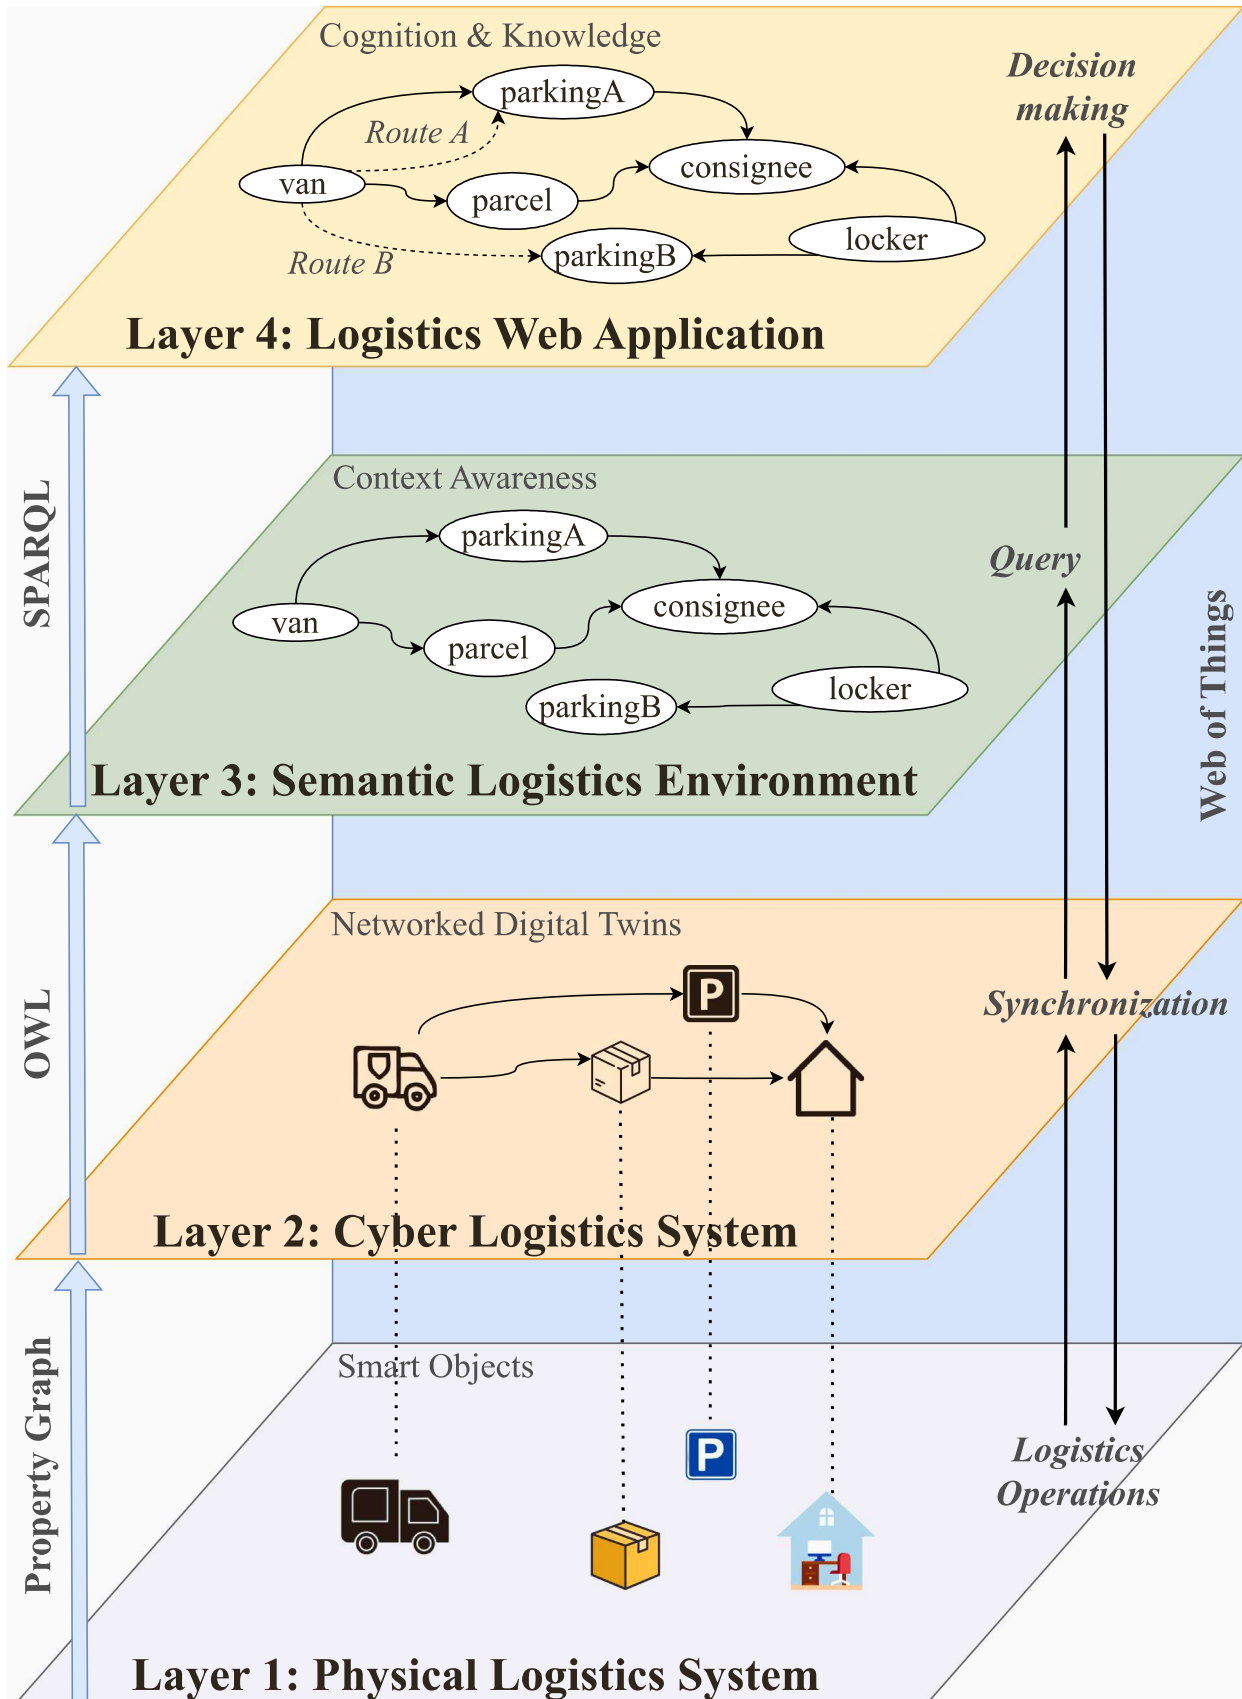 Cognition & Knowledge
Decision
making
parkingA
Route A
consignee
van
parcel
locker
parkingB
Route B
Layer 4: Logistics Web Application
SPARQL
Context Awareness
parkingA
Query
consignee
van
parcel
locker
parkingB
Web of Things
Layer 3: Semantic Logistics Environment
OWL
Networked Digital Twins
P
Synchronization
Layer 2: Cyber Logistics System
Property Graph
Smart Objects
P
Logistics
Operations
Layer 1: Physical Logistics System